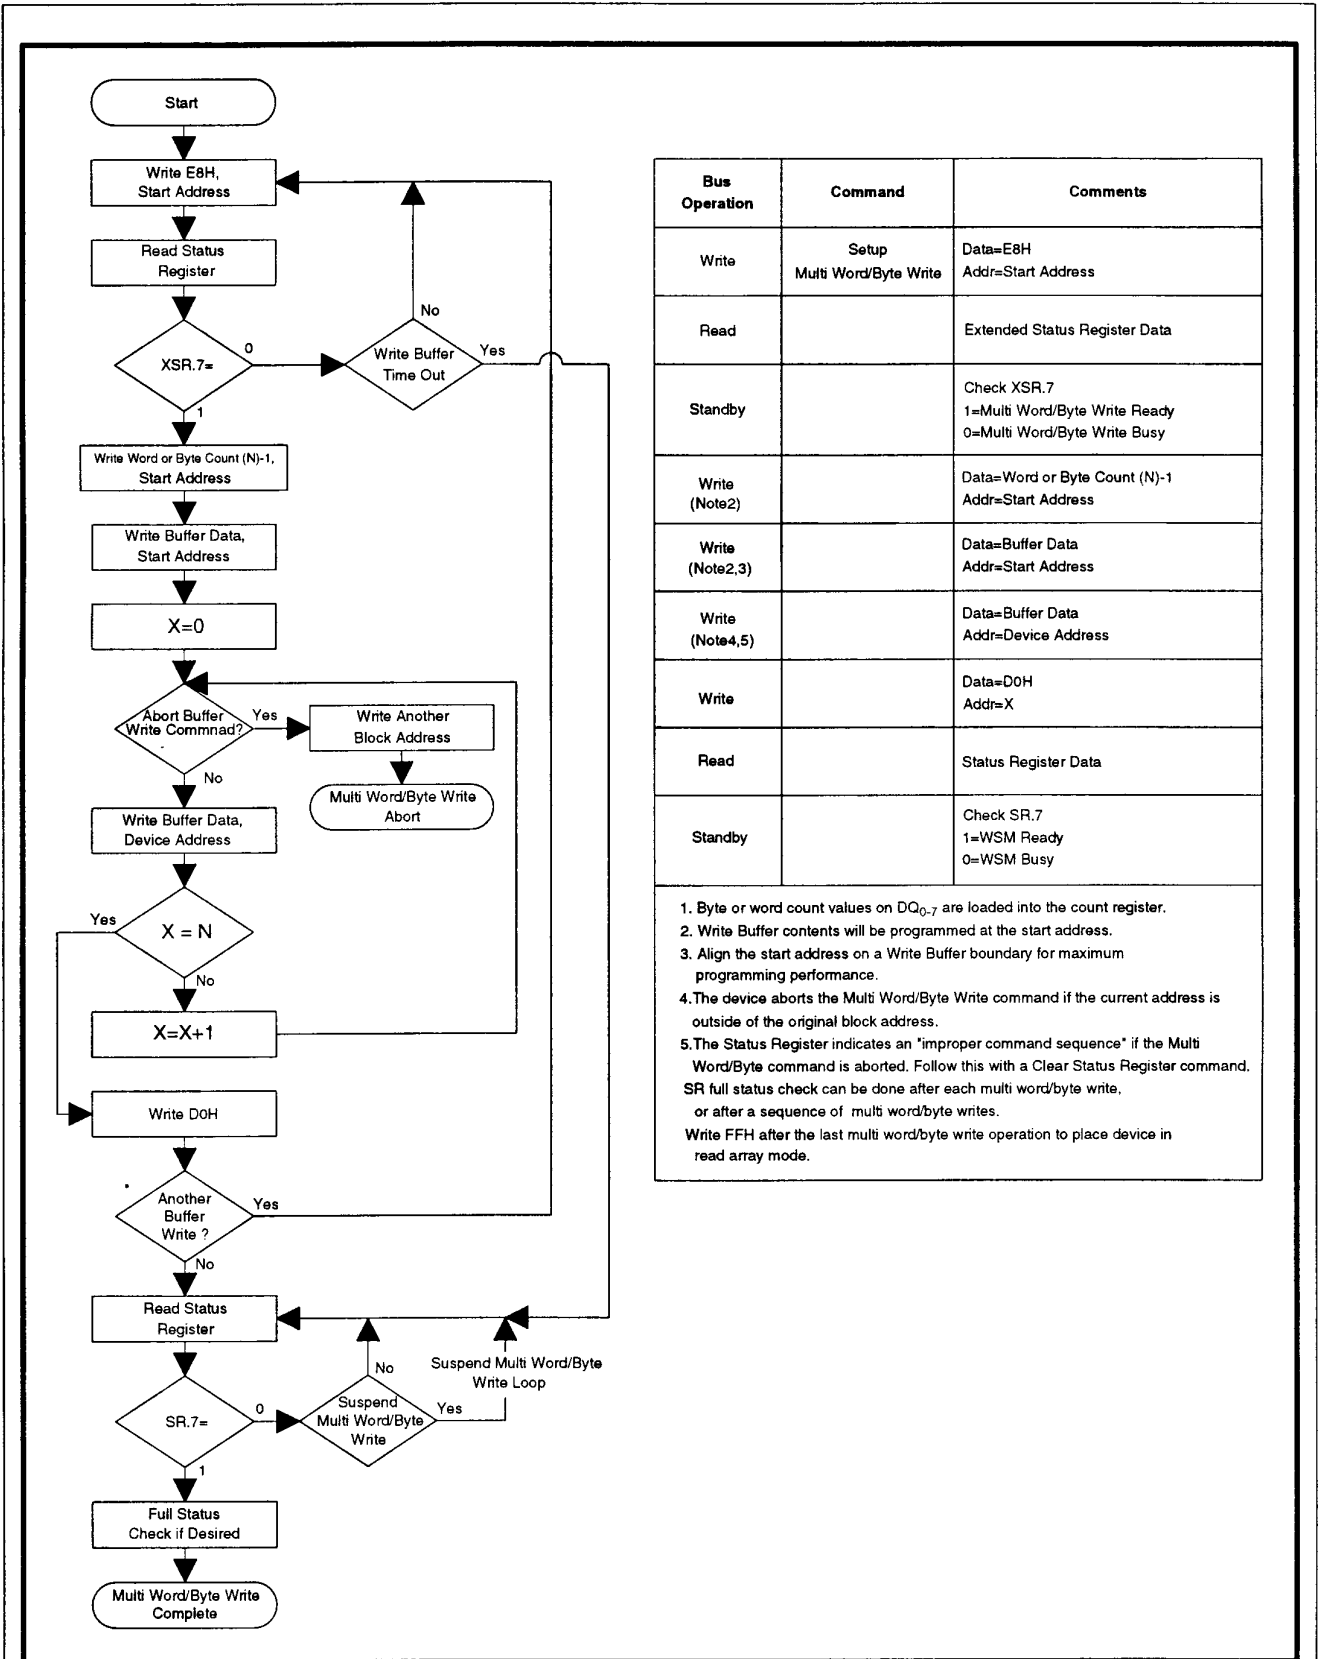 Start
Write E8H,
Start Address
Read Status
Register
No
XSR.7=
0
Write Buffer
Time Out
Yes
1
Write Word or Byte Count (N)-1,
Start Address
Write Buffer Data,
Start Address
X=0
Abort Buffer
Write Commnad?
Yes
Write Another
Block Address
No
Multi Word/Byte Write
Abort
Write Buffer Data,
Device Address
Yes
X = N
No
X=X+1
Write D0H
Another
Buffer
Write ?
Yes
No
Read Status
Register
No
Suspend Multi Word/Byte
Write Loop
SR.7=
0
Suspend
Multi Word/Byte
Write
Yes
1
Full Status
Check if Desired
Multi Word/Byte Write
Complete
Bus
Operation
Command
Comments
Write
Setup
Multi Word/Byte Write
Data=E8H
Addr=Start Address
Read
Extended Status Register Data
Standby
Check XSR.7
1=Multi Word/Byte Write Ready
0=Multi Word/Byte Write Busy
Write
(Note2)
Data=Word or Byte Count (N)-1
Addr=Start Address
Write
(Note2,3)
Data=Buffer Data
Addr=Start Address
Write
(Note4,5)
Data=Buffer Data
Addr=Device Address
Write
Data=D0H
Addr=X
Read
Status Register Data
Standby
Check SR.7
1=WSM Ready
0=WSM Busy
1. Byte or word count values on DQ0-7 are loaded into the count register.
2. Write Buffer contents will be programmed at the start address.
3. Align the start address on a Write Buffer boundary for maximum
programming performance.
4.The device aborts the Multi Word/Byte Write command if the current address is
outside of the original block address.
5.The Status Register indicates an "improper command sequence" if the Multi
Word/Byte command is aborted. Follow this with a Clear Status Register command.
SR full status check can be done after each multi word/byte write,
or after a sequence of multi word/byte writes.
Write FFH after the last multi word/byte write operation to place device in
read array mode.